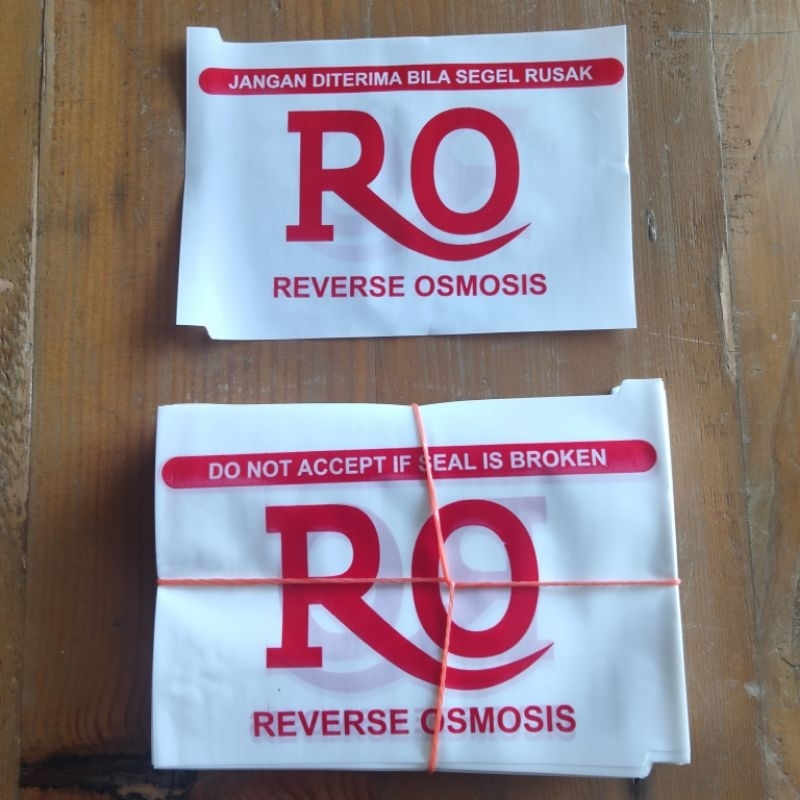 JANGAN DITERIMA BILA SEGEL RUSAK
RO
REVERSE OSMOSIS
DO NOT ACCEPT IF SEAL IS BROKEN
RO
REVERSE OSMOSIS